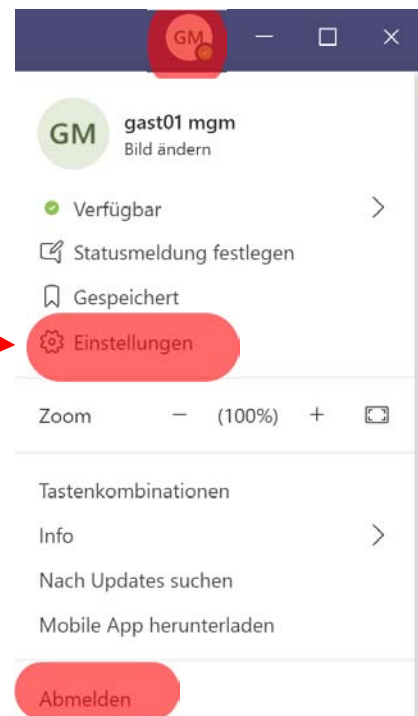 GM
GM
gast01 mgm
Bild ändern
Verfügbar
Statusmeldung festlegen
Gespeichert
Einstellungen
Zoom − (100%) +
Tastenkombinationen
Info
Nach Updates suchen
Mobile App herunterladen
Abmelden